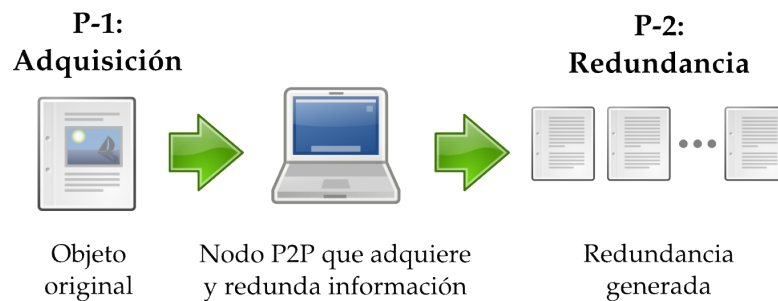 P-1:
Adquisición
P-2:
Redundancia
Objeto
original
Nodo P2P que adquiere
y redunda información
Redundancia
generada